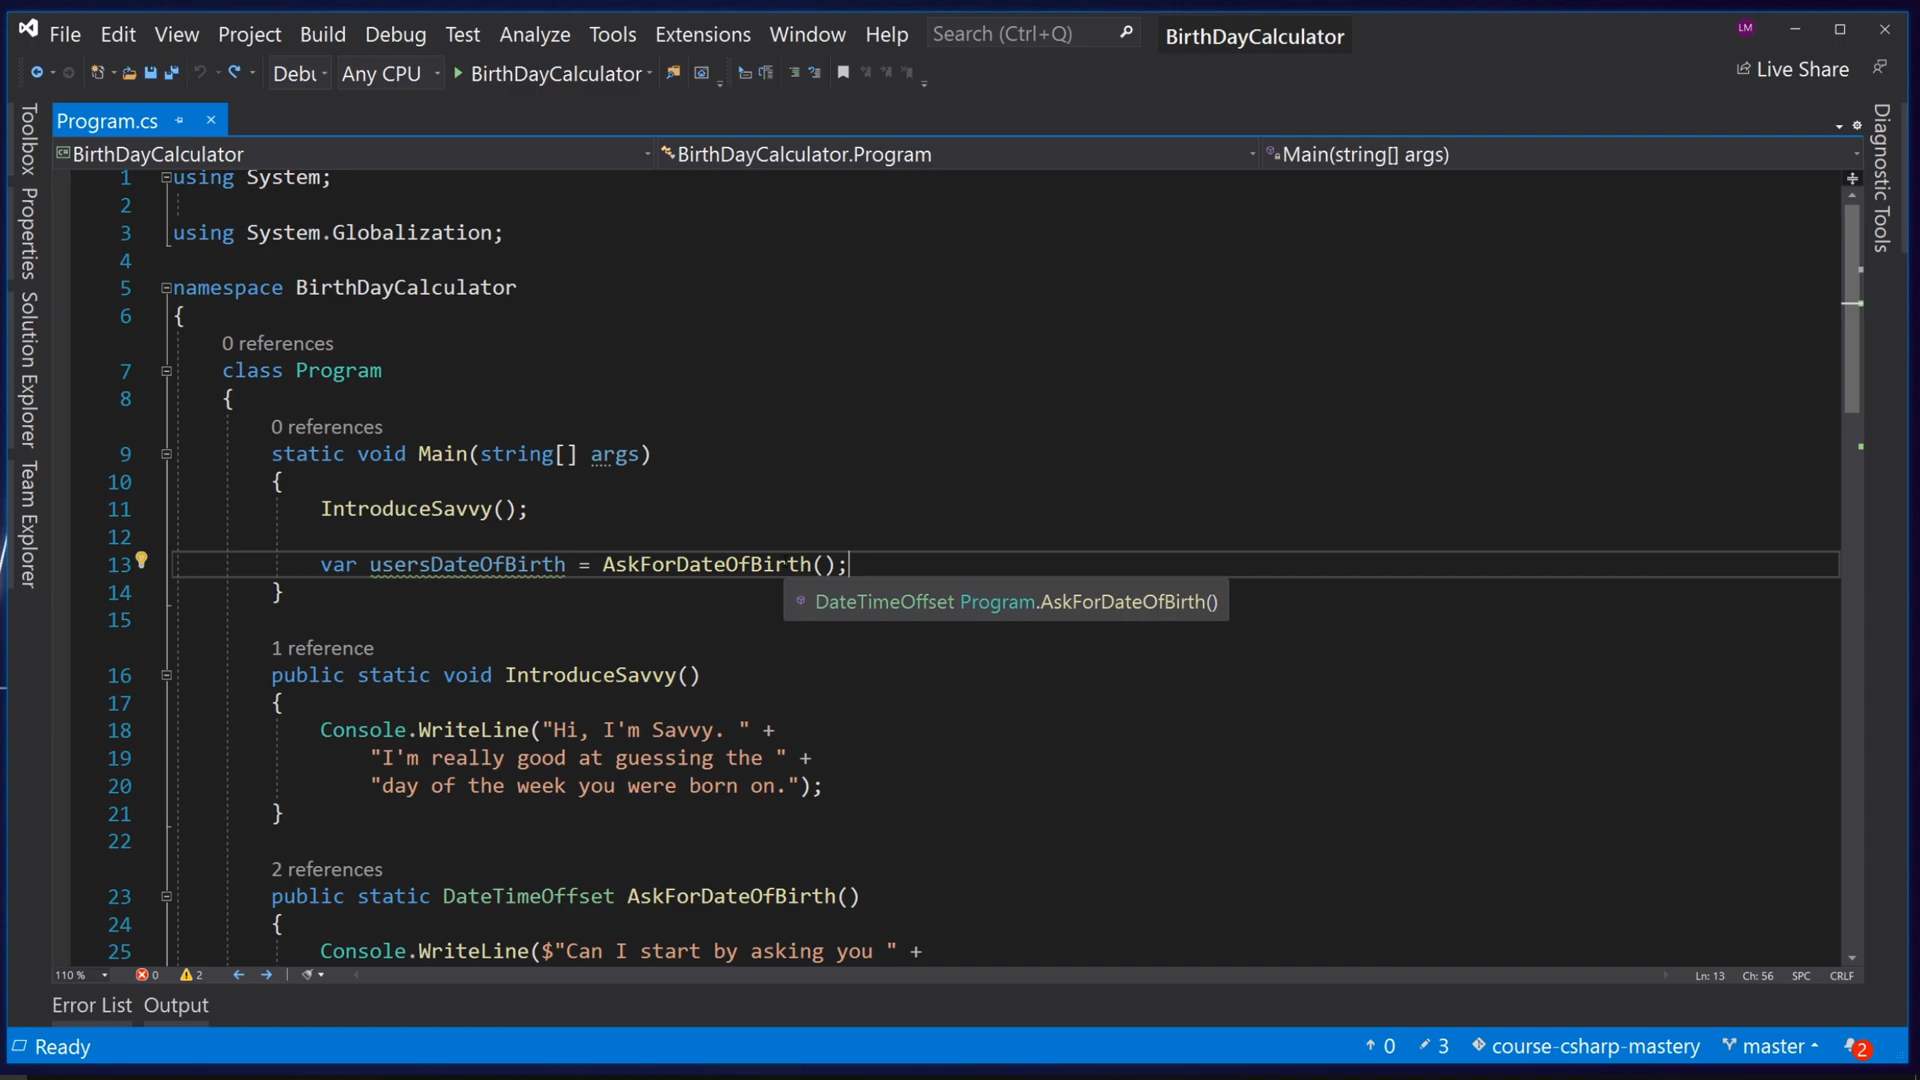 File Edit View Project Build Debug Test Analyze Tools Extensions Window Help Search (Ctrl+Q) BirthDayCalculator LM
Debu Any CPU BirthDayCalculator Live Share
Program.cs
BirthDayCalculator BirthDayCalculator.Program Main(string[] args)
Toolbox
Properties
Solution Explorer
Team Explorer
Diagnostic Tools
1 using System;
2
3 using System.Globalization;
4
5 namespace BirthDayCalculator
6 {
0 references
7 class Program
8 {
0 references
9 static void Main(string[] args)
10 {
11 IntroduceSavvy();
12
13 var usersDateOfBirth = AskForDateOfBirth();
14 }
DateTimeOffset Program.AskForDateOfBirth()
15
1 reference
16 public static void IntroduceSavvy()
17 {
18 Console.WriteLine("Hi, I'm Savvy. " +
19 "I'm really good at guessing the " +
20 "day of the week you were born on.");
21 }
22
2 references
23 public static DateTimeOffset AskForDateOfBirth()
24 {
25 Console.WriteLine($"Can I start by asking you " +
110 % 0 2 Ln: 13 Ch: 56 SPC CRLF
Error List Output
Ready 0 3 course-csharp-mastery master 2